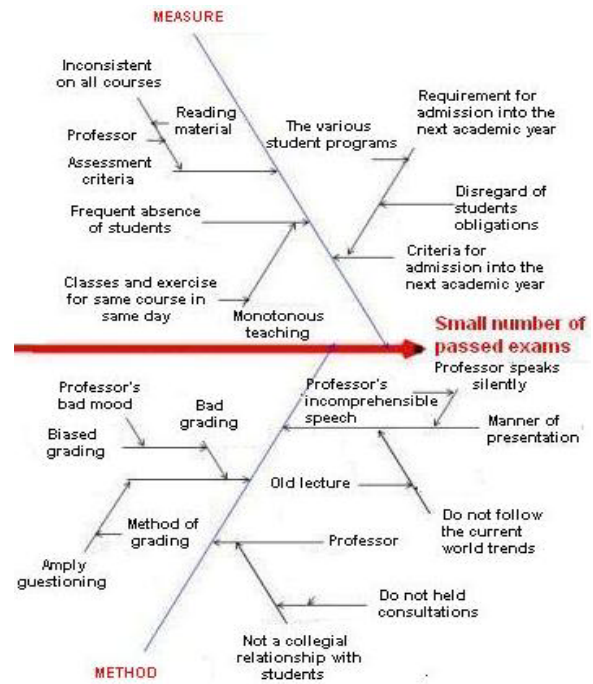 MEASURE
Inconsistent
on all courses
Reading
material
Professor
Assessment
criteria
The various
student programs
Requirement for
admission into the
next academic year
Disregard of
students
obligations
Frequent absence
of students
Criteria for
admission into the
next academic year
Classes and exercise
for same course in
same day
Monotonous
teaching
Small number of
passed exams
Professor speaks
silently
Professor's
incomprehensible
speech
Manner of
presentation
Professor's
bad mood
Bad
grading
Biased
grading
Old lecture
Do not follow
the current
world trends
Method of
grading
Professor
Amply
guestioning
Do not held
consultations
Not a collegial
relationship with
students
METHOD